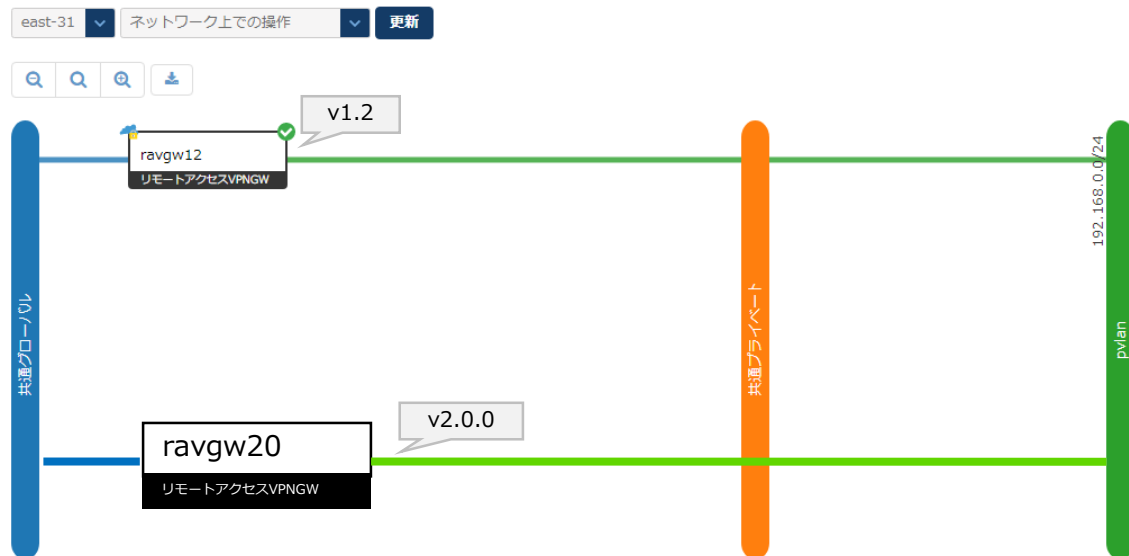 east-31
ネットワーク上での操作
更新
v1.2
ravgw12
リモートアクセスVPNGW
192.168.0.0/24
共通グローバル
共通プライベート
pvlan
v2.0.0
ravgw20
リモートアクセスVPNGW